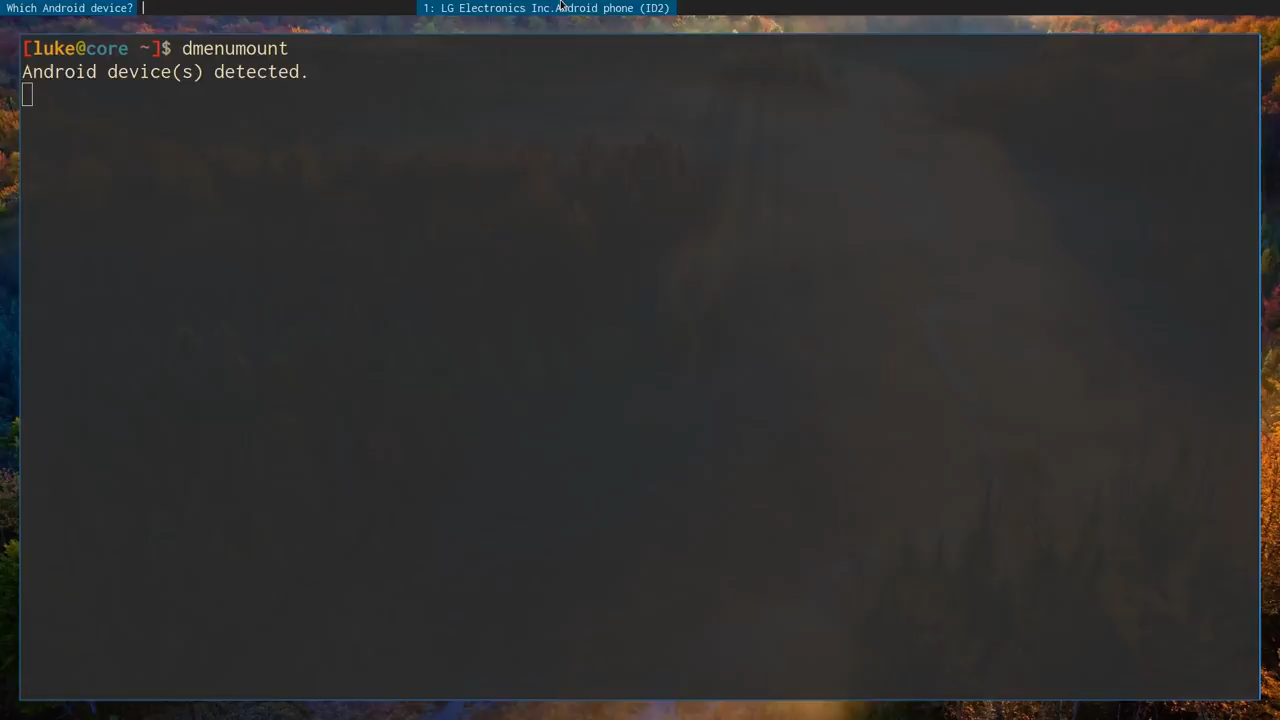 Which Android device?
1: LG Electronics Inc.Android phone (ID2)
[luke@core ~]$ dmenumount
Android device(s) detected.